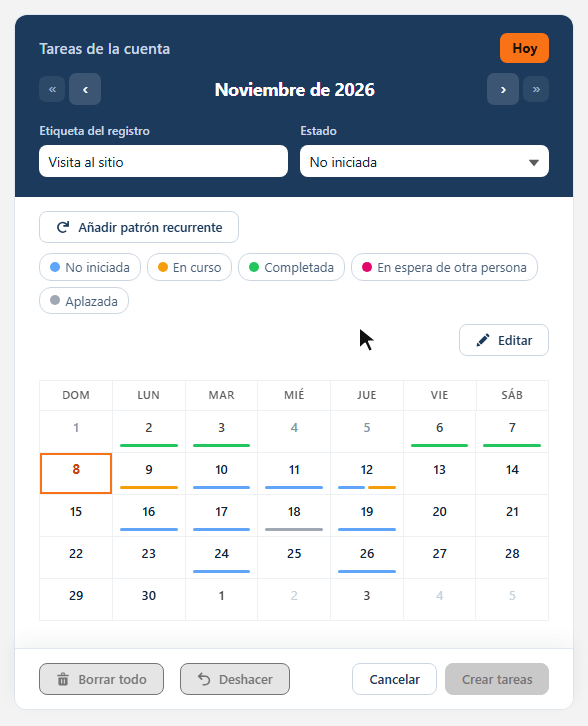 Tareas de la cuenta
Hoy
« ‹ Noviembre de 2026 › »
Etiqueta del registro Estado
Visita al sitio No iniciada
Añadir patrón recurrente
No iniciada En curso Completada En espera de otra persona
Aplazada
Editar
DOM LUN MAR MIÉ JUE VIE SÁB
1 2 3 4 5 6 7
8 9 10 11 12 13 14
15 16 17 18 19 20 21
22 23 24 25 26 27 28
29 30 1 2 3 4 5
Borrar todo Deshacer Cancelar Crear tareas